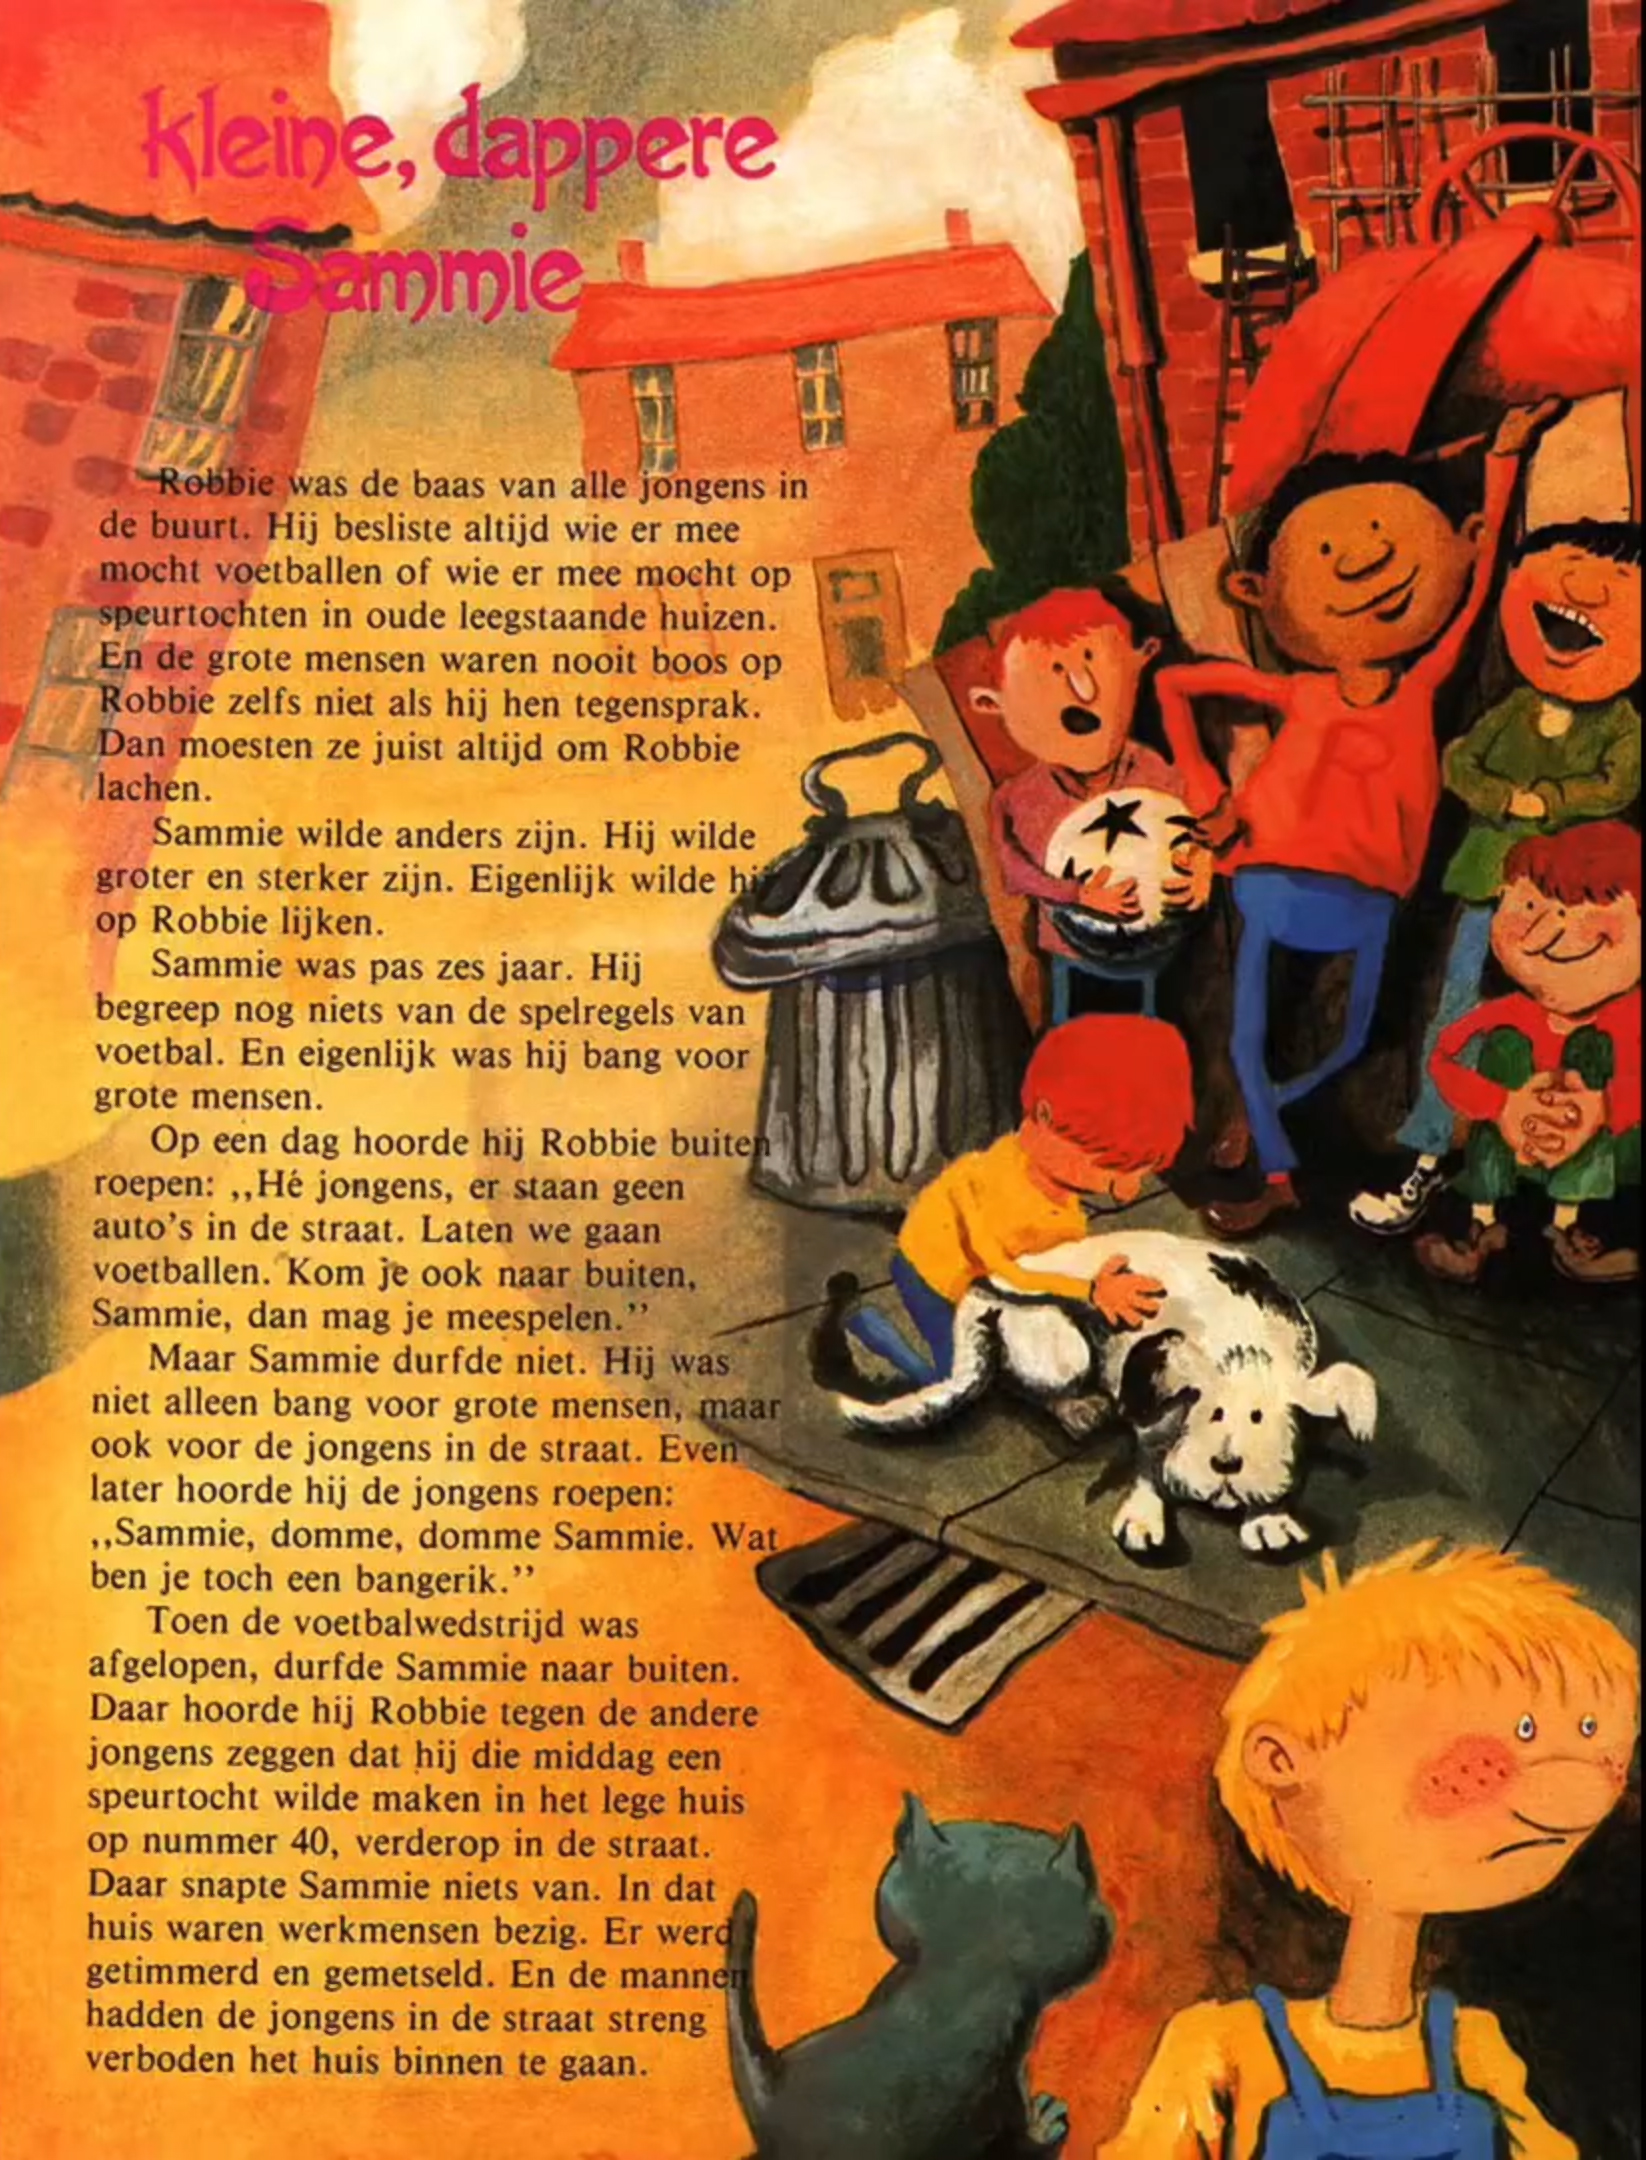 kleine, dappere
Sammie
Robbie was de baas van alle jongens in
de buurt. Hij besliste altijd wie er mee
mocht voetballen of wie er mee mocht op
speurtochten in oude leegstaande huizen.
En de grote mensen waren nooit boos op
Robbie zelfs niet als hij hen tegensprak.
Dan moesten ze juist altijd om Robbie
lachen.
Sammie wilde anders zijn. Hij wilde
groter en sterker zijn. Eigenlijk wilde hij
op Robbie lijken.
Sammie was pas zes jaar. Hij
begreep nog niets van de spelregels van
voetbal. En eigenlijk was hij bang voor
grote mensen.
Op een dag hoorde hij Robbie buiten
roepen: ,,Hé jongens, er staan geen
auto's in de straat. Laten we gaan
voetballen. Kom je ook naar buiten,
Sammie, dan mag je meespelen.''
Maar Sammie durfde niet. Hij was
niet alleen bang voor grote mensen, maar
ook voor de jongens in de straat. Even
later hoorde hij de jongens roepen:
,,Sammie, domme, domme Sammie. Wat
ben je toch een bangerik.''
Toen de voetbalwedstrijd was
afgelopen, durfde Sammie naar buiten.
Daar hoorde hij Robbie tegen de andere
jongens zeggen dat hij die middag een
speurtocht wilde maken in het lege huis
op nummer 40, verderop in de straat.
Daar snapte Sammie niets van. In dat
huis waren werkmensen bezig. Er werd
getimmerd en gemetseld. En de mannen
hadden de jongens in de straat streng
verboden het huis binnen te gaan.
R